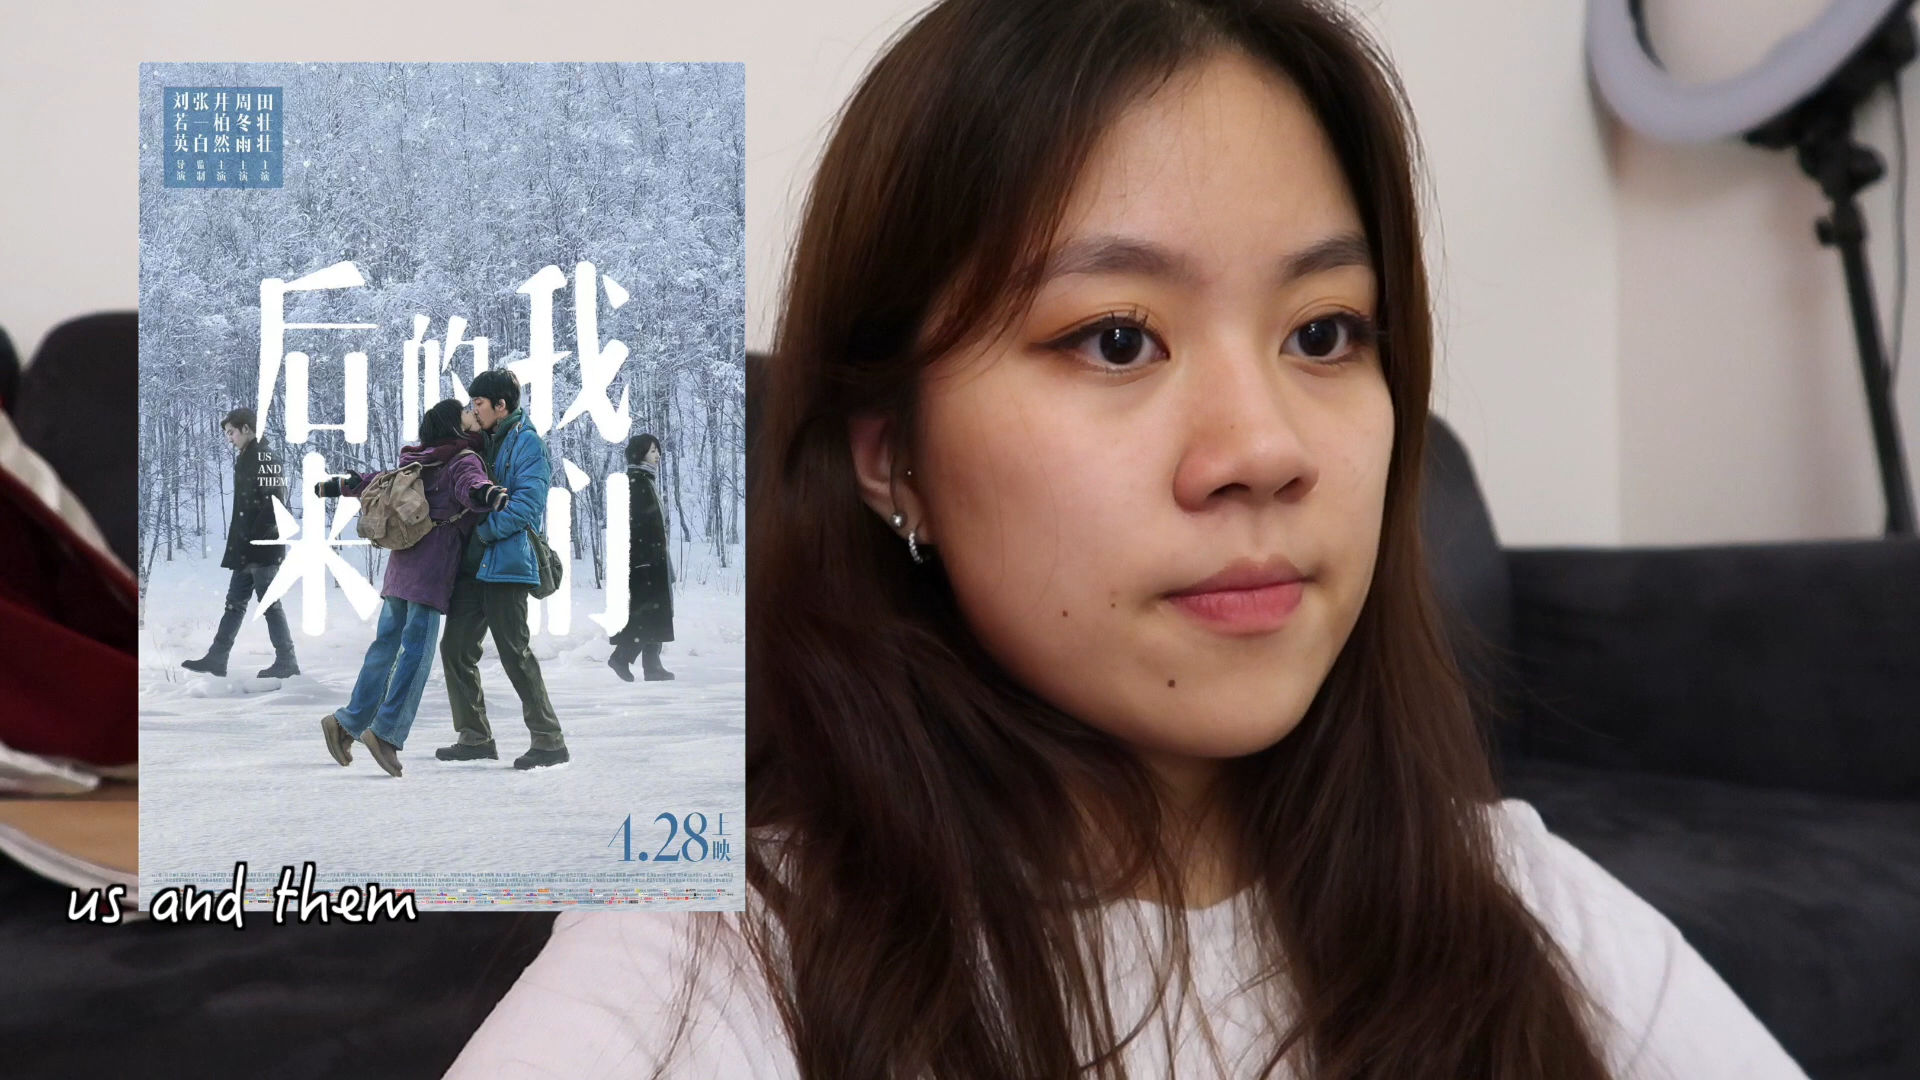 刘若英 导演
张一白 监制
井柏然 主演
周冬雨 主演
田壮壮 主演
后来的我们
US
AND
THEM
4.28上映
us and them